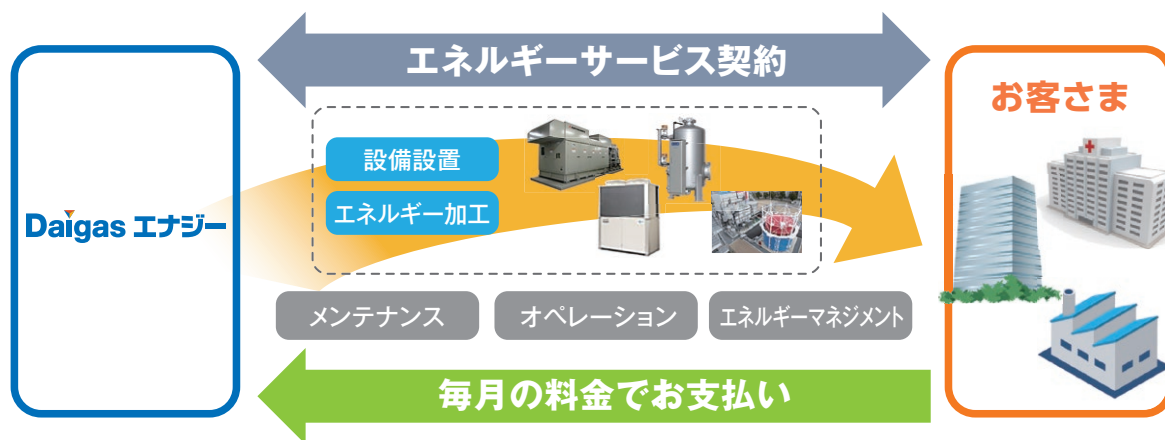 エネルギーサービス契約
お客さま
設備設置
エネルギー加工
Daigas エナジー
メンテナンス
オペレーション
エネルギーマネジメント
毎月の料金でお支払い